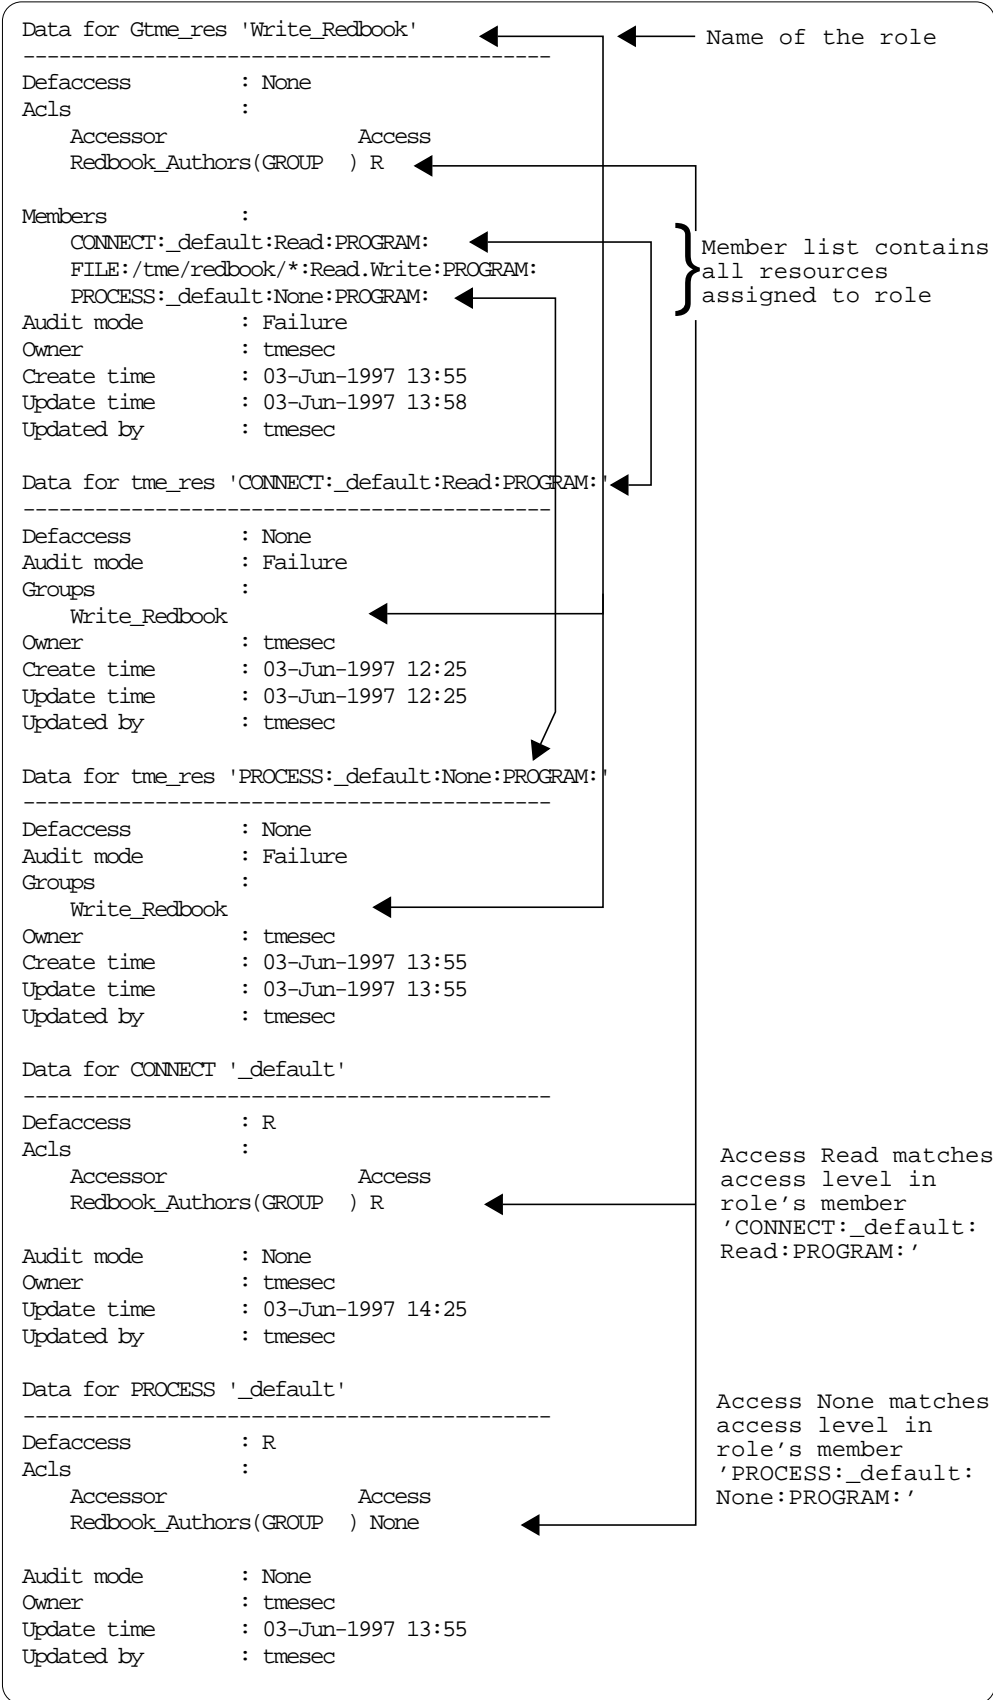 Data for Gtme_res 'Write_Redbook'
Name of the role
--------------------------------------------
Defaccess : None
Acls :
Accessor Access
Redbook_Authors(GROUP ) R
Members :
CONNECT:_default:Read:PROGRAM:
FILE:/tme/redbook/*:Read.Write:PROGRAM:
PROCESS:_default:None:PROGRAM:
Member list contains
all resources
assigned to role
Audit mode : Failure
Owner : tmesec
Create time : 03-Jun-1997 13:55
Update time : 03-Jun-1997 13:58
Updated by : tmesec
Data for tme_res 'CONNECT:_default:Read:PROGRAM:'
--------------------------------------------
Defaccess : None
Audit mode : Failure
Groups :
Write_Redbook
Owner : tmesec
Create time : 03-Jun-1997 12:25
Update time : 03-Jun-1997 12:25
Updated by : tmesec
Data for tme_res 'PROCESS:_default:None:PROGRAM:'
--------------------------------------------
Defaccess : None
Audit mode : Failure
Groups :
Write_Redbook
Owner : tmesec
Create time : 03-Jun-1997 13:55
Update time : 03-Jun-1997 13:55
Updated by : tmesec
Data for CONNECT '_default'
--------------------------------------------
Defaccess : R
Acls :
Accessor Access
Redbook_Authors(GROUP ) R
Access Read matches
access level in
role's member
'CONNECT:_default:
Read:PROGRAM:'
Audit mode : None
Owner : tmesec
Update time : 03-Jun-1997 14:25
Updated by : tmesec
Data for PROCESS '_default'
--------------------------------------------
Defaccess : R
Acls :
Accessor Access
Redbook_Authors(GROUP ) None
Access None matches
access level in
role's member
'PROCESS:_default:
None:PROGRAM:'
Audit mode : None
Owner : tmesec
Update time : 03-Jun-1997 13:55
Updated by : tmesec